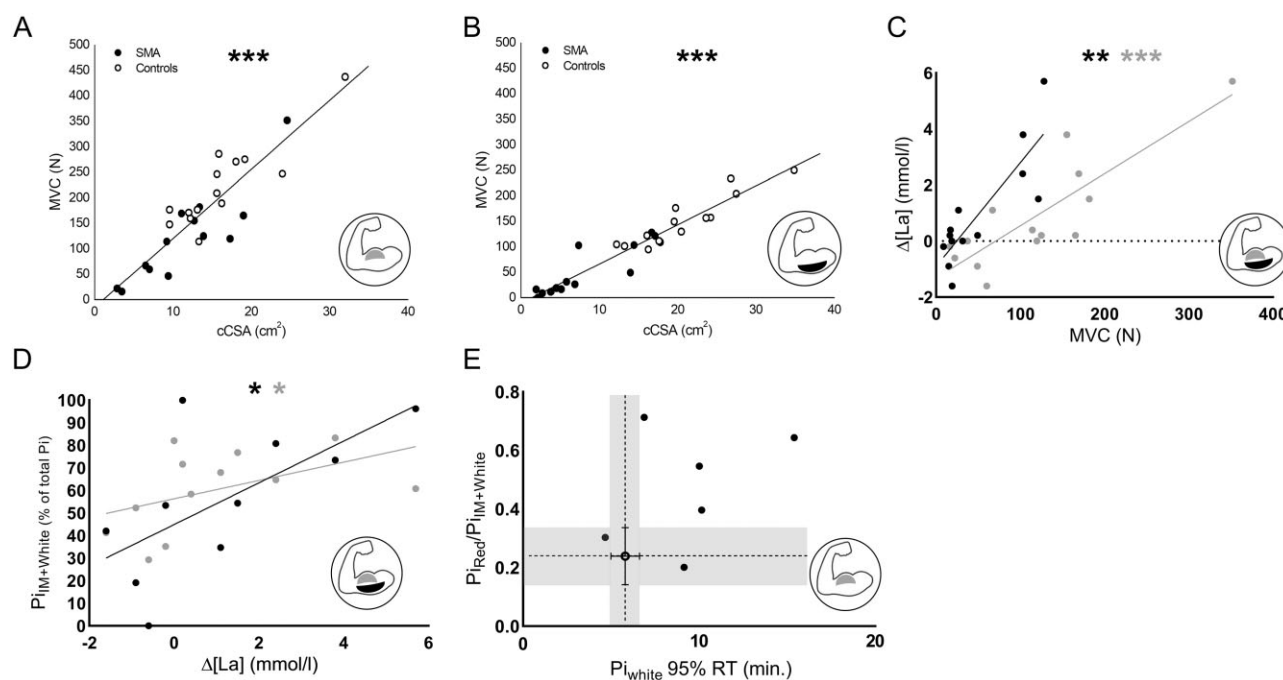 A
***
SMA
Controls
500
450
400
350
300
250
200
150
100
50
0
MVC (N)
0 10 20 30 40
cCSA (cm²)
B
***
SMA
Controls
500
450
400
350
300
250
200
150
100
50
0
MVC (N)
0 10 20 30 40
cCSA (cm²)
C
** ***
6
4
2
0
-2
Δ[La] (mmol/l)
0 100 200 300 400
MVC (N)
D
* *
100
90
80
70
60
50
40
30
20
10
0
Pi_IM+White (% of total Pi)
-2 0 2 4 6
Δ[La] (mmol/l)
E
0.8
0.6
0.4
0.2
0.0
Pi_Red/Pi_IM+White
0 10 20
Pi_white 95% RT (min.)